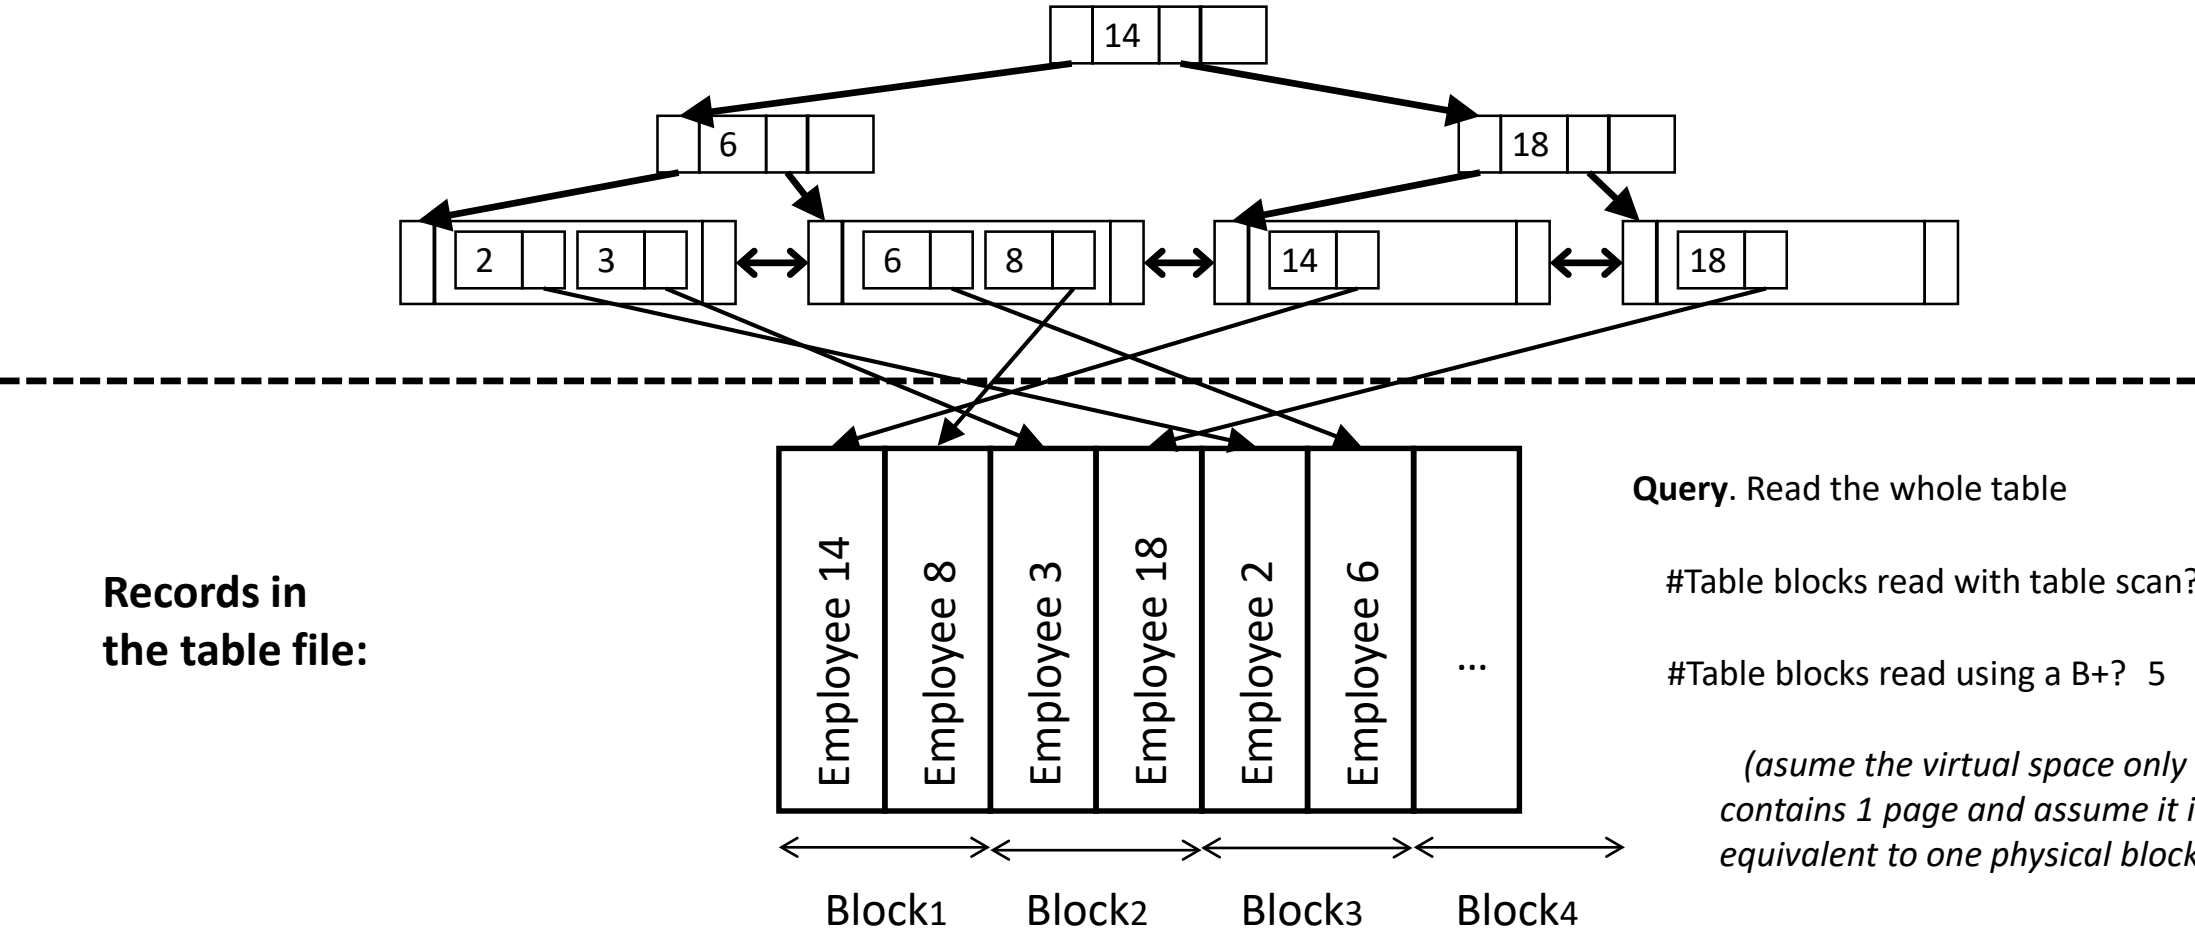 14
6
18
2 3 6 8 14 18
Records in
the table file:
Employee 14
Employee 8
Employee 3
Employee 18
Employee 2
Employee 6
...
Query. Read the whole table
#Table blocks read with table scan?
#Table blocks read using a B+? 5
(asume the virtual space only
contains 1 page and assume it i
equivalent to one physical block
Block1 Block2 Block3 Block4